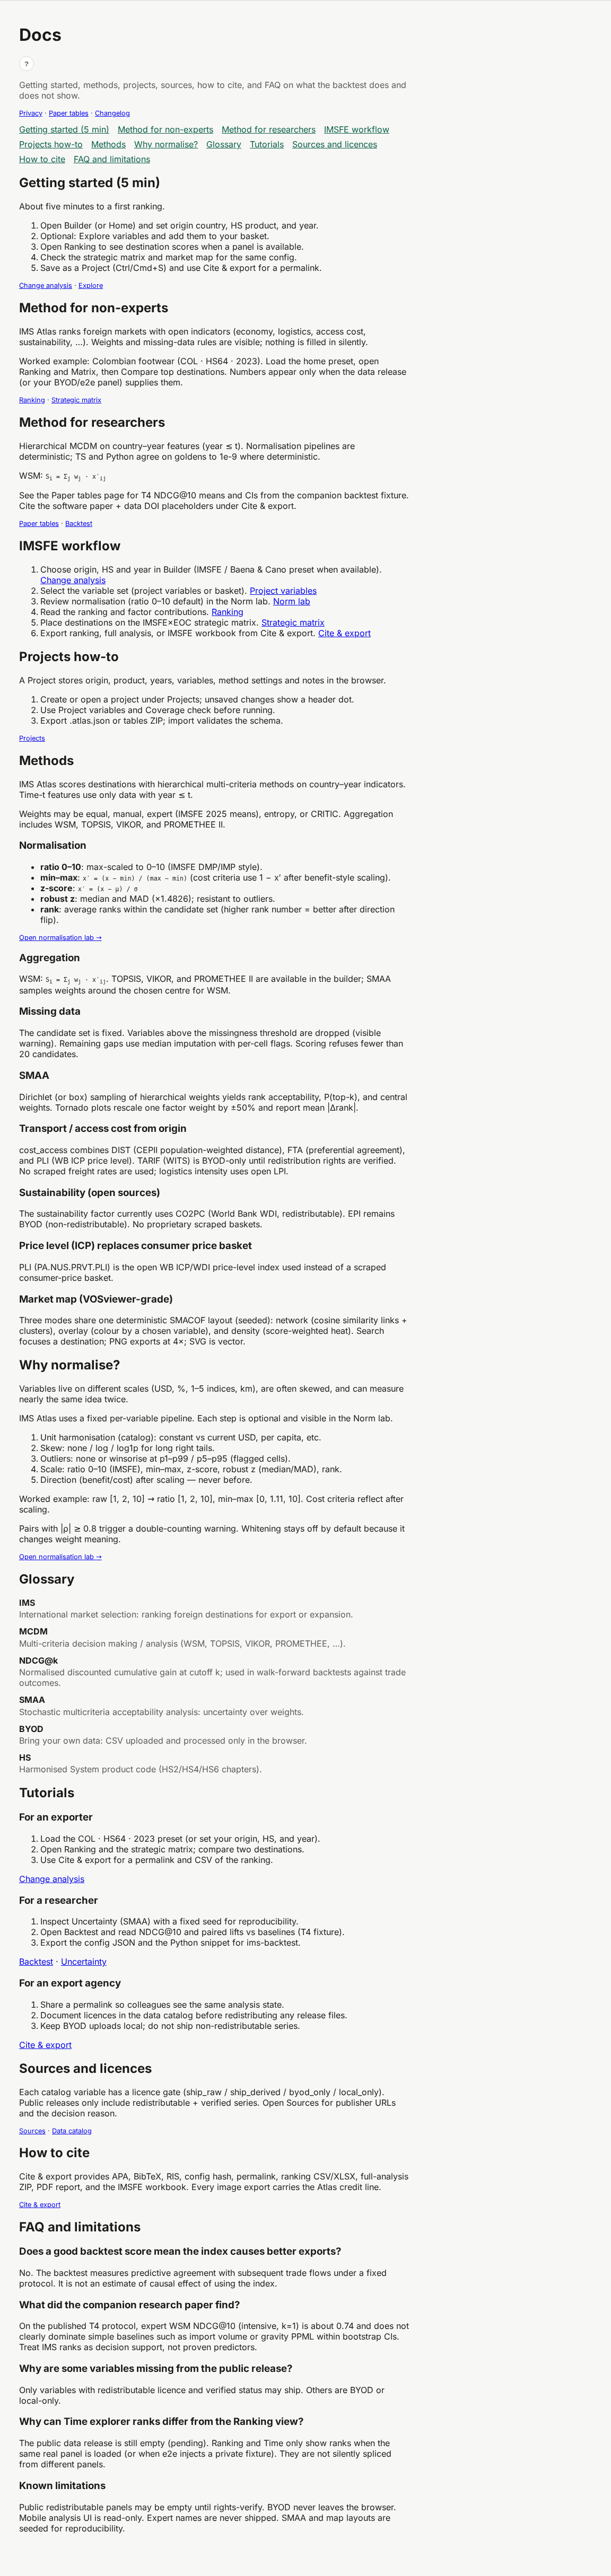 Docs
?
Getting started, methods, projects, sources, how to cite, and FAQ on what the backtest does and
does not show.
Privacy · Paper tables · Changelog
Getting started (5 min) Method for non-experts Method for researchers IMSFE workflow
Projects how-to Methods Why normalise? Glossary Tutorials Sources and licences
How to cite FAQ and limitations
Getting started (5 min)
About five minutes to a first ranking.
1. Open Builder (or Home) and set origin country, HS product, and year.
2. Optional: Explore variables and add them to your basket.
3. Open Ranking to see destination scores when a panel is available.
4. Check the strategic matrix and market map for the same config.
5. Save as a Project (Ctrl/Cmd+S) and use Cite & export for a permalink.
Change analysis · Explore
Method for non-experts
IMS Atlas ranks foreign markets with open indicators (economy, logistics, access cost,
sustainability, …). Weights and missing-data rules are visible; nothing is filled in silently.
Worked example: Colombian footwear (COL · HS64 · 2023). Load the home preset, open
Ranking and Matrix, then Compare top destinations. Numbers appear only when the data release
(or your BYOD/e2e panel) supplies them.
Ranking · Strategic matrix
Method for researchers
Hierarchical MCDM on country–year features (year ≤ t). Normalisation pipelines are
deterministic; TS and Python agree on goldens to 1e-9 where deterministic.
WSM: Sᵢ = Σⱼ wⱼ · x′ᵢⱼ
See the Paper tables page for T4 NDCG@10 means and CIs from the companion backtest fixture.
Cite the software paper + data DOI placeholders under Cite & export.
Paper tables · Backtest
IMSFE workflow
1. Choose origin, HS and year in Builder (IMSFE / Baena & Cano preset when available).
Change analysis
2. Select the variable set (project variables or basket). Project variables
3. Review normalisation (ratio 0–10 default) in the Norm lab. Norm lab
4. Read the ranking and factor contributions. Ranking
5. Place destinations on the IMSFE×EOC strategic matrix. Strategic matrix
6. Export ranking, full analysis, or IMSFE workbook from Cite & export. Cite & export
Projects how-to
A Project stores origin, product, years, variables, method settings and notes in the browser.
1. Create or open a project under Projects; unsaved changes show a header dot.
2. Use Project variables and Coverage check before running.
3. Export .atlas.json or tables ZIP; import validates the schema.
Projects
Methods
IMS Atlas scores destinations with hierarchical multi-criteria methods on country–year indicators.
Time-t features use only data with year ≤ t.
Weights may be equal, manual, expert (IMSFE 2025 means), entropy, or CRITIC. Aggregation
includes WSM, TOPSIS, VIKOR, and PROMETHEE II.
Normalisation
• ratio 0–10: max-scaled to 0–10 (IMSFE DMP/IMP style).
• min–max: x′ = (x − min) / (max − min) (cost criteria use 1 − x′ after benefit-style scaling).
• z-score: x′ = (x − μ) / σ
• robust z: median and MAD (×1.4826); resistant to outliers.
• rank: average ranks within the candidate set (higher rank number = better after direction
flip).
Open normalisation lab →
Aggregation
WSM: Sᵢ = Σⱼ wⱼ · x′ᵢⱼ. TOPSIS, VIKOR, and PROMETHEE II are available in the builder; SMAA
samples weights around the chosen centre for WSM.
Missing data
The candidate set is fixed. Variables above the missingness threshold are dropped (visible
warning). Remaining gaps use median imputation with per-cell flags. Scoring refuses fewer than
20 candidates.
SMAA
Dirichlet (or box) sampling of hierarchical weights yields rank acceptability, P(top-k), and central
weights. Tornado plots rescale one factor weight by ±50% and report mean |Δrank|.
Transport / access cost from origin
cost_access combines DIST (CEPII population-weighted distance), FTA (preferential agreement),
and PLI (WB ICP price level). TARIF (WITS) is BYOD-only until redistribution rights are verified.
No scraped freight rates are used; logistics intensity uses open LPI.
Sustainability (open sources)
The sustainability factor currently uses CO2PC (World Bank WDI, redistributable). EPI remains
BYOD (non-redistributable). No proprietary scraped baskets.
Price level (ICP) replaces consumer price basket
PLI (PA.NUS.PRVT.PLI) is the open WB ICP/WDI price-level index used instead of a scraped
consumer-price basket.
Market map (VOSviewer-grade)
Three modes share one deterministic SMACOF layout (seeded): network (cosine similarity links +
clusters), overlay (colour by a chosen variable), and density (score-weighted heat). Search
focuses a destination; PNG exports at 4×; SVG is vector.
Why normalise?
Variables live on different scales (USD, %, 1–5 indices, km), are often skewed, and can measure
nearly the same idea twice.
IMS Atlas uses a fixed per-variable pipeline. Each step is optional and visible in the Norm lab.
1. Unit harmonisation (catalog): constant vs current USD, per capita, etc.
2. Skew: none / log / log1p for long right tails.
3. Outliers: none or winsorise at p1–p99 / p5–p95 (flagged cells).
4. Scale: ratio 0–10 (IMSFE), min–max, z-score, robust z (median/MAD), rank.
5. Direction (benefit/cost) after scaling — never before.
Worked example: raw [1, 2, 10] → ratio [1, 2, 10], min–max [0, 1.11, 10]. Cost criteria reflect after
scaling.
Pairs with |ρ| ≥ 0.8 trigger a double-counting warning. Whitening stays off by default because it
changes weight meaning.
Open normalisation lab →
Glossary
IMS
International market selection: ranking foreign destinations for export or expansion.
MCDM
Multi-criteria decision making / analysis (WSM, TOPSIS, VIKOR, PROMETHEE, …).
NDCG@k
Normalised discounted cumulative gain at cutoff k; used in walk-forward backtests against trade
outcomes.
SMAA
Stochastic multicriteria acceptability analysis: uncertainty over weights.
BYOD
Bring your own data: CSV uploaded and processed only in the browser.
HS
Harmonised System product code (HS2/HS4/HS6 chapters).
Tutorials
For an exporter
1. Load the COL · HS64 · 2023 preset (or set your origin, HS, and year).
2. Open Ranking and the strategic matrix; compare two destinations.
3. Use Cite & export for a permalink and CSV of the ranking.
Change analysis
For a researcher
1. Inspect Uncertainty (SMAA) with a fixed seed for reproducibility.
2. Open Backtest and read NDCG@10 and paired lifts vs baselines (T4 fixture).
3. Export the config JSON and the Python snippet for ims-backtest.
Backtest · Uncertainty
For an export agency
1. Share a permalink so colleagues see the same analysis state.
2. Document licences in the data catalog before redistributing any release files.
3. Keep BYOD uploads local; do not ship non-redistributable series.
Cite & export
Sources and licences
Each catalog variable has a licence gate (ship_raw / ship_derived / byod_only / local_only).
Public releases only include redistributable + verified series. Open Sources for publisher URLs
and the decision reason.
Sources · Data catalog
How to cite
Cite & export provides APA, BibTeX, RIS, config hash, permalink, ranking CSV/XLSX, full-analysis
ZIP, PDF report, and the IMSFE workbook. Every image export carries the Atlas credit line.
Cite & export
FAQ and limitations
Does a good backtest score mean the index causes better exports?
No. The backtest measures predictive agreement with subsequent trade flows under a fixed
protocol. It is not an estimate of causal effect of using the index.
What did the companion research paper find?
On the published T4 protocol, expert WSM NDCG@10 (intensive, k=1) is about 0.74 and does not
clearly dominate simple baselines such as import volume or gravity PPML within bootstrap CIs.
Treat IMS ranks as decision support, not proven predictors.
Why are some variables missing from the public release?
Only variables with redistributable licence and verified status may ship. Others are BYOD or
local-only.
Why can Time explorer ranks differ from the Ranking view?
The public data release is still empty (pending). Ranking and Time only show ranks when the
same real panel is loaded (or when e2e injects a private fixture). They are not silently spliced
from different panels.
Known limitations
Public redistributable panels may be empty until rights-verify. BYOD never leaves the browser.
Mobile analysis UI is read-only. Expert names are never shipped. SMAA and map layouts are
seeded for reproducibility.